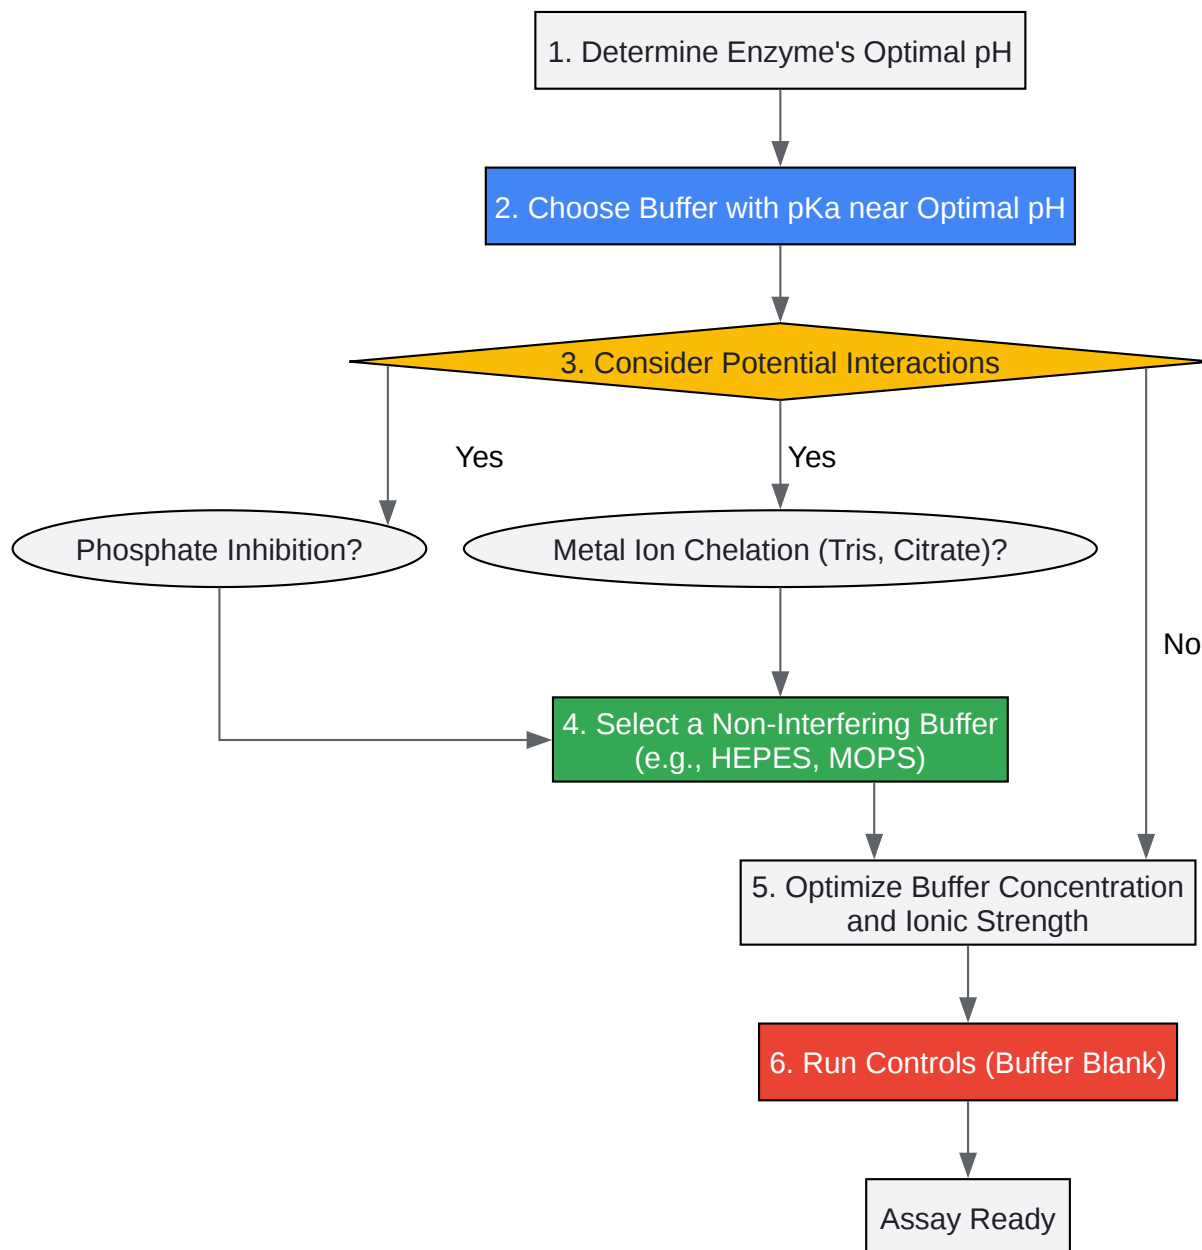 1. Determine Enzyme's Optimal pH
2. Choose Buffer with pKa near Optimal pH
3. Consider Potential Interactions
Yes
Yes
Phosphate Inhibition?
Metal Ion Chelation (Tris, Citrate)?
No
4. Select a Non-Interfering Buffer
(e.g., HEPES, MOPS)
5. Optimize Buffer Concentration
and Ionic Strength
6. Run Controls (Buffer Blank)
Assay Ready